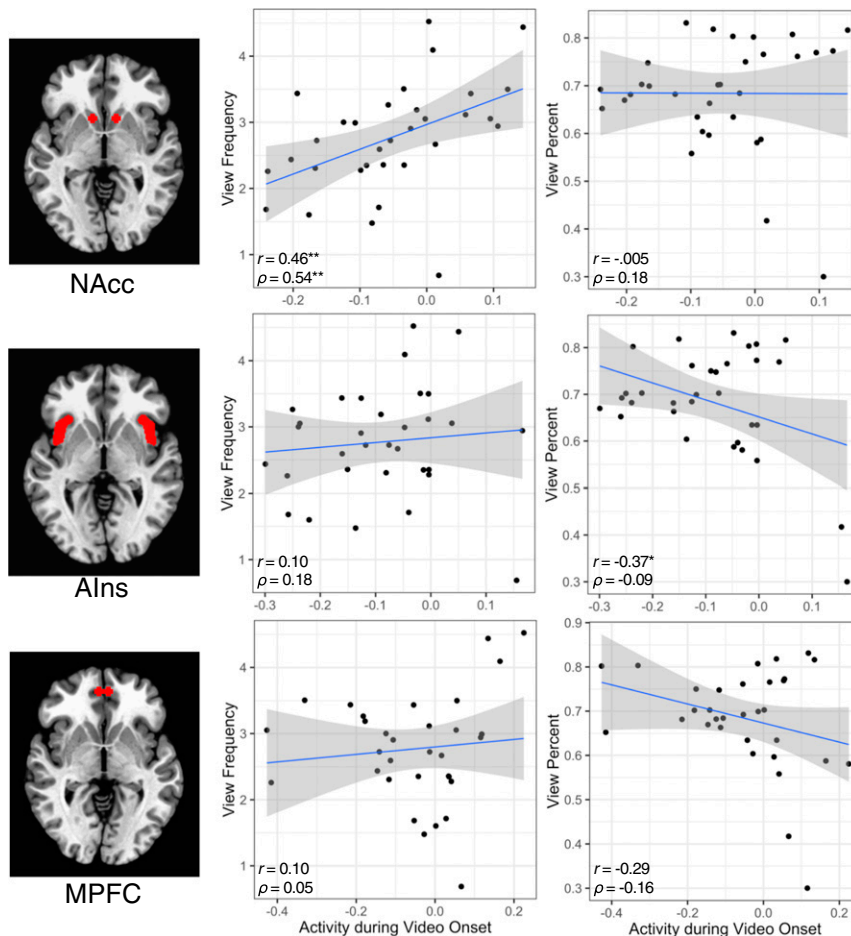 View Frequency
4
3
2
1
r = 0.46**
ρ = 0.54**
-0.2
-0.1
0.0
0.1
View Percent
0.8
0.7
0.6
0.5
0.4
0.3
r = -.005
ρ = 0.18
-0.2
-0.1
0.0
0.1
NAcc
View Frequency
4
3
2
1
r = 0.10
ρ = 0.18
-0.3
-0.2
-0.1
0.0
0.1
View Percent
0.8
0.7
0.6
0.5
0.4
0.3
r = -0.37*
ρ = -0.09
-0.3
-0.2
-0.1
0.0
0.1
AIns
View Frequency
4
3
2
1
r = 0.10
ρ = 0.05
-0.4
-0.2
0.0
0.2
Activity during Video Onset
View Percent
0.9
0.8
0.7
0.6
0.5
0.4
0.3
r = -0.29
ρ = -0.16
-0.4
-0.2
0.0
0.2
Activity during Video Onset
MPFC